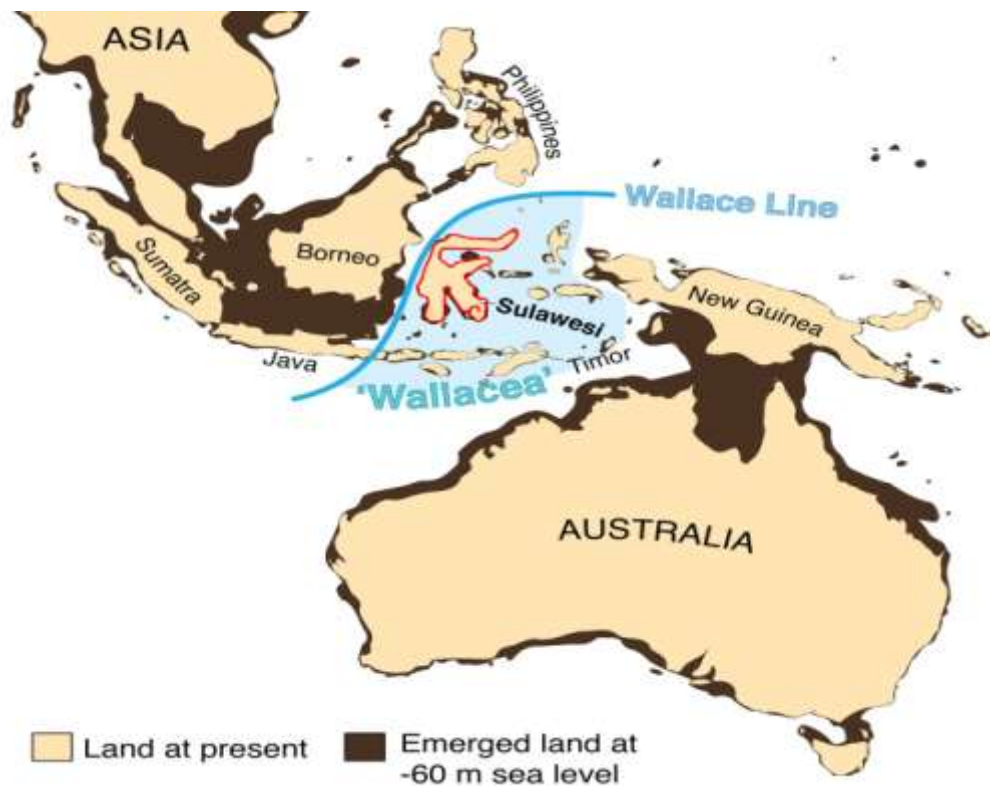 ASIA
Philippines
Wallace Line
Borneo
Sumatra
Sulawesi
New Guinea
Java
Timor
'Wallacea'
AUSTRALIA
Land at present
Emerged land at
-60 m sea level